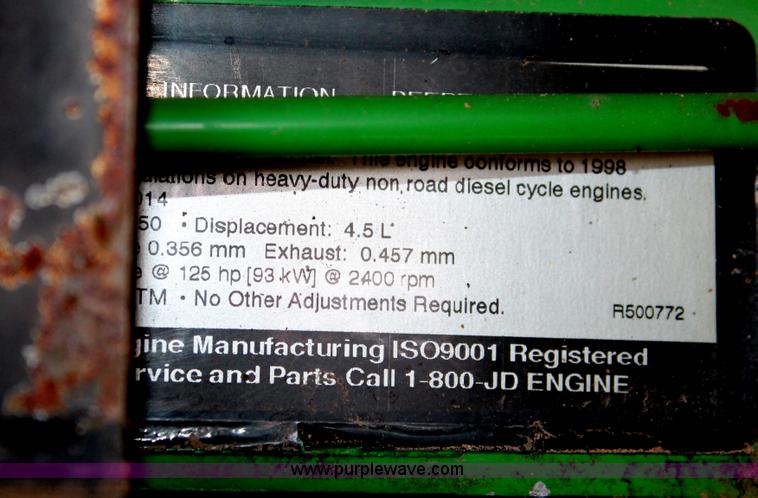 INFORMATION
This engine conforms to 1998
ulations on heavy-duty non road diesel cycle engines.
014
50 • Displacement: 4.5 L
e 0.356 mm Exhaust: 0.457 mm
e @ 125 hp [93 kW] @ 2400 rpm
TM • No Other Adjustments Required.
R500772
gine Manufacturing ISO9001 Registered
rvice and Parts Call 1-800-JD ENGINE
www.purplewave.com